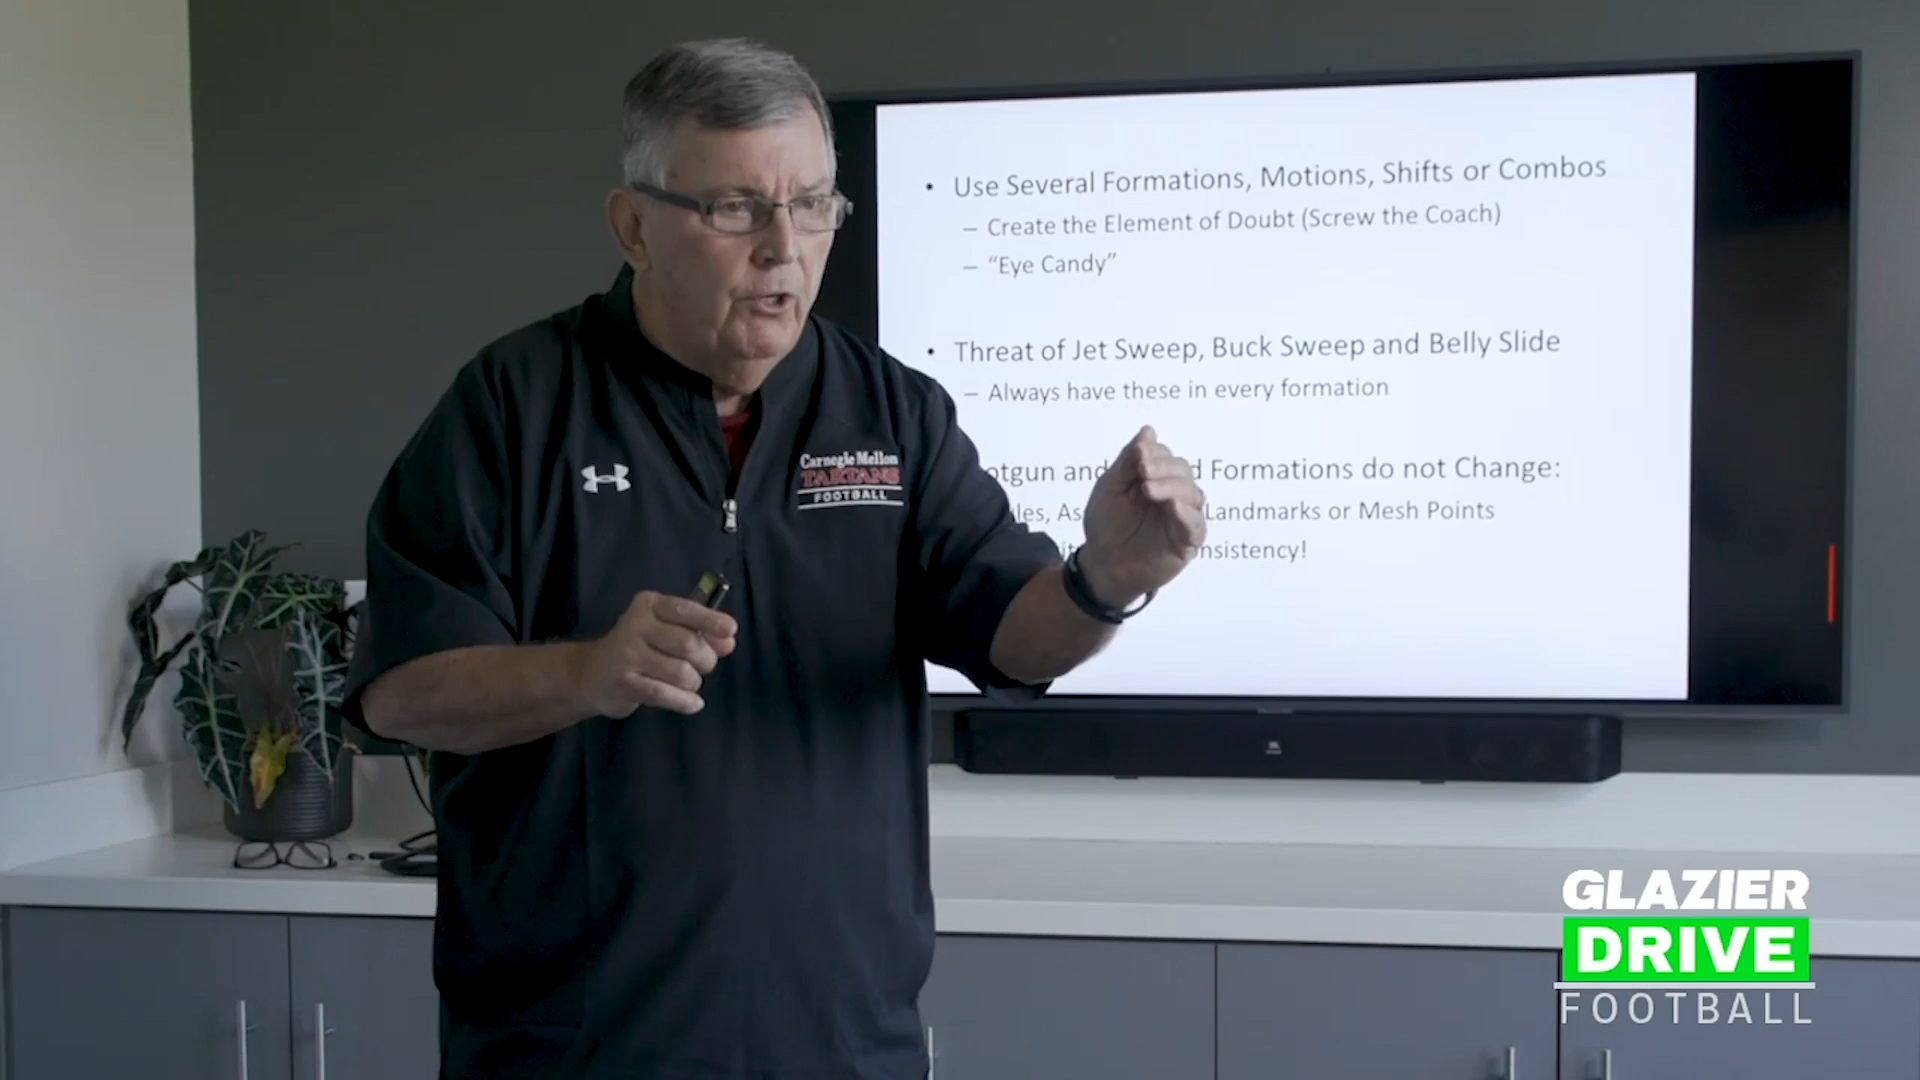 • Use Several Formations, Motions, Shifts or Combos
– Create the Element of Doubt (Screw the Coach)
– “Eye Candy”
• Threat of Jet Sweep, Buck Sweep and Belly Slide
– Always have these in every formation
and Formations do not Change:
Landmarks or Mesh Points
Carnegie Mellon
TARTANS
FOOTBALL
JBL
GLAZIER
DRIVE
FOOTBALL